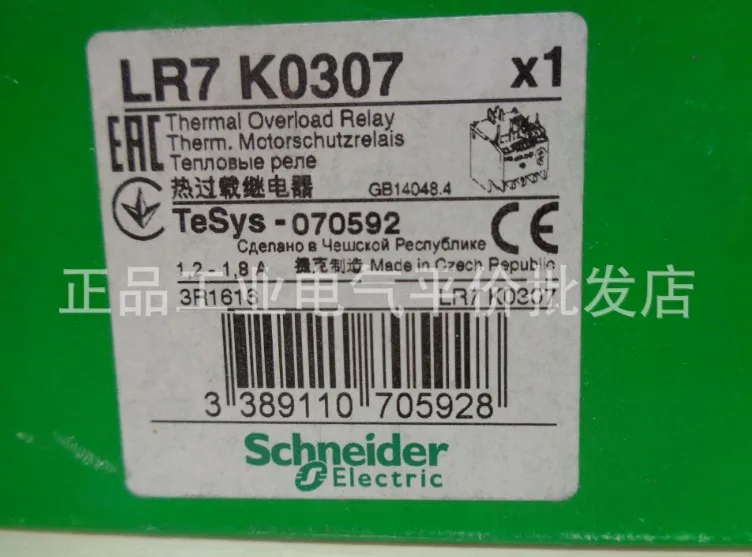 LR7 K0307 x1
EAC Thermal Overload Relay
Therm. Motorschutzrelais
Тепловые реле
热过载继电器 GB14048.4
TeSys - 070592 CE
Сделано в Чешской Республике
1,2 - 1,8 A 捷克制造 Made in Czech Republic
正品工业电气平价批发店
3R1613 LR7 K0307
3 389110 705928
Schneider
Electric